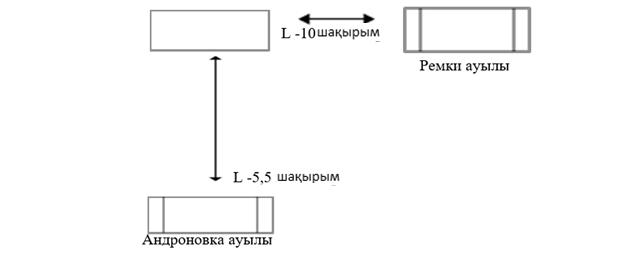 L -10 шақырым
Ремки ауылы
L -5,5 шақырым
Андроновка ауылы